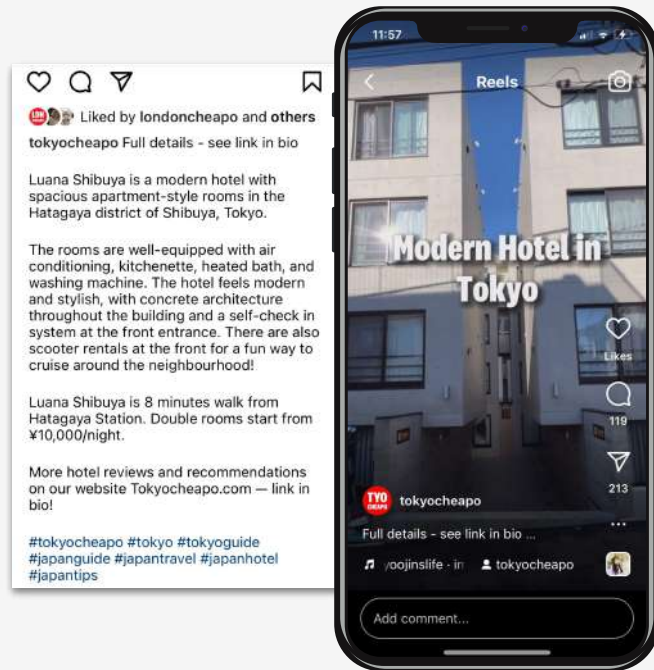 Liked by londoncheapo and others
tokyocheapo Full details - see link in bio
Luana Shibuya is a modern hotel with
spacious apartment-style rooms in the
Hatagaya district of Shibuya, Tokyo.
The rooms are well-equipped with air
conditioning, kitchenette, heated bath, and
washing machine. The hotel feels modern
and stylish, with concrete architecture
throughout the building and a self-check in
system at the front entrance. There are also
scooter rentals at the front for a fun way to
cruise around the neighbourhood!
Luana Shibuya is 8 minutes walk from
Hatagaya Station. Double rooms start from
¥10,000/night.
More hotel reviews and recommendations
on our website Tokyocheapo.com — link in
bio!
#tokyocheapo #tokyo #tokyoguide
#japanguide #japantravel #japanhotel
#japantips
11:57
Reels
Modern Hotel in
Tokyo
Likes
119
213
TYO
CHEAPO
tokyocheapo
Full details - see link in bio ...
yoojinslife · in
tokyocheapo
Add comment...